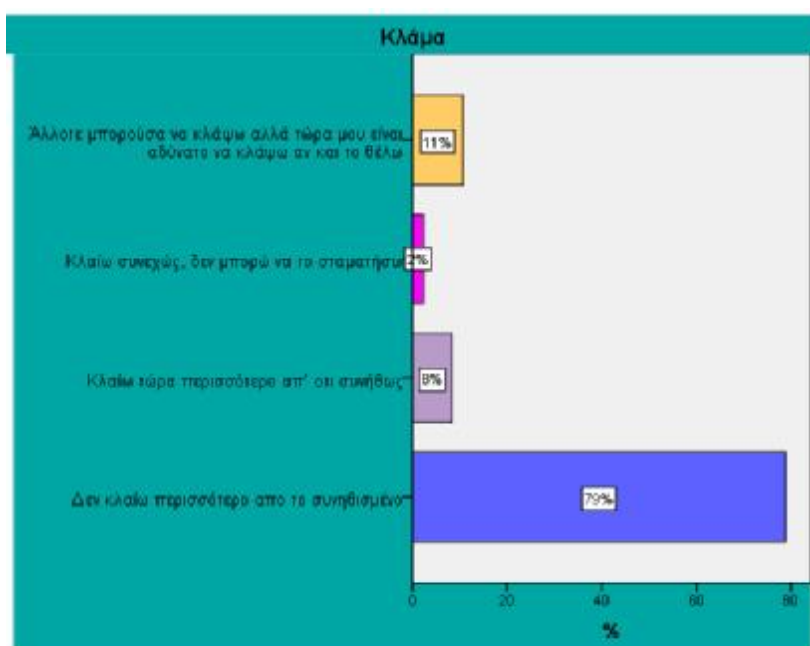 Κλάμα
Άλλοτε μπορούσα να κλάψω αλλά τώρα μου είναι
αδύνατο να κλάψω αν και το θέλω
11%
Κλαίω συνεχώς, δεν μπορώ να το σταματήσω
2%
Κλαίω τώρα περισσότερο απ' οτι συνήθως
8%
Δεν κλαίω περισσότερο απο το συνηθισμένο
79%
0 20 40 60 80
%